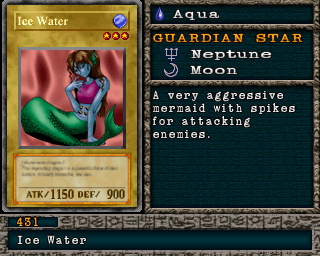 Ice Water
ATK/1150 DEF/ 900
Aqua
GUARDIAN STAR
Neptune
Moon
A very aggressive
mermaid with spikes
for attacking
enemies.
431
Ice Water